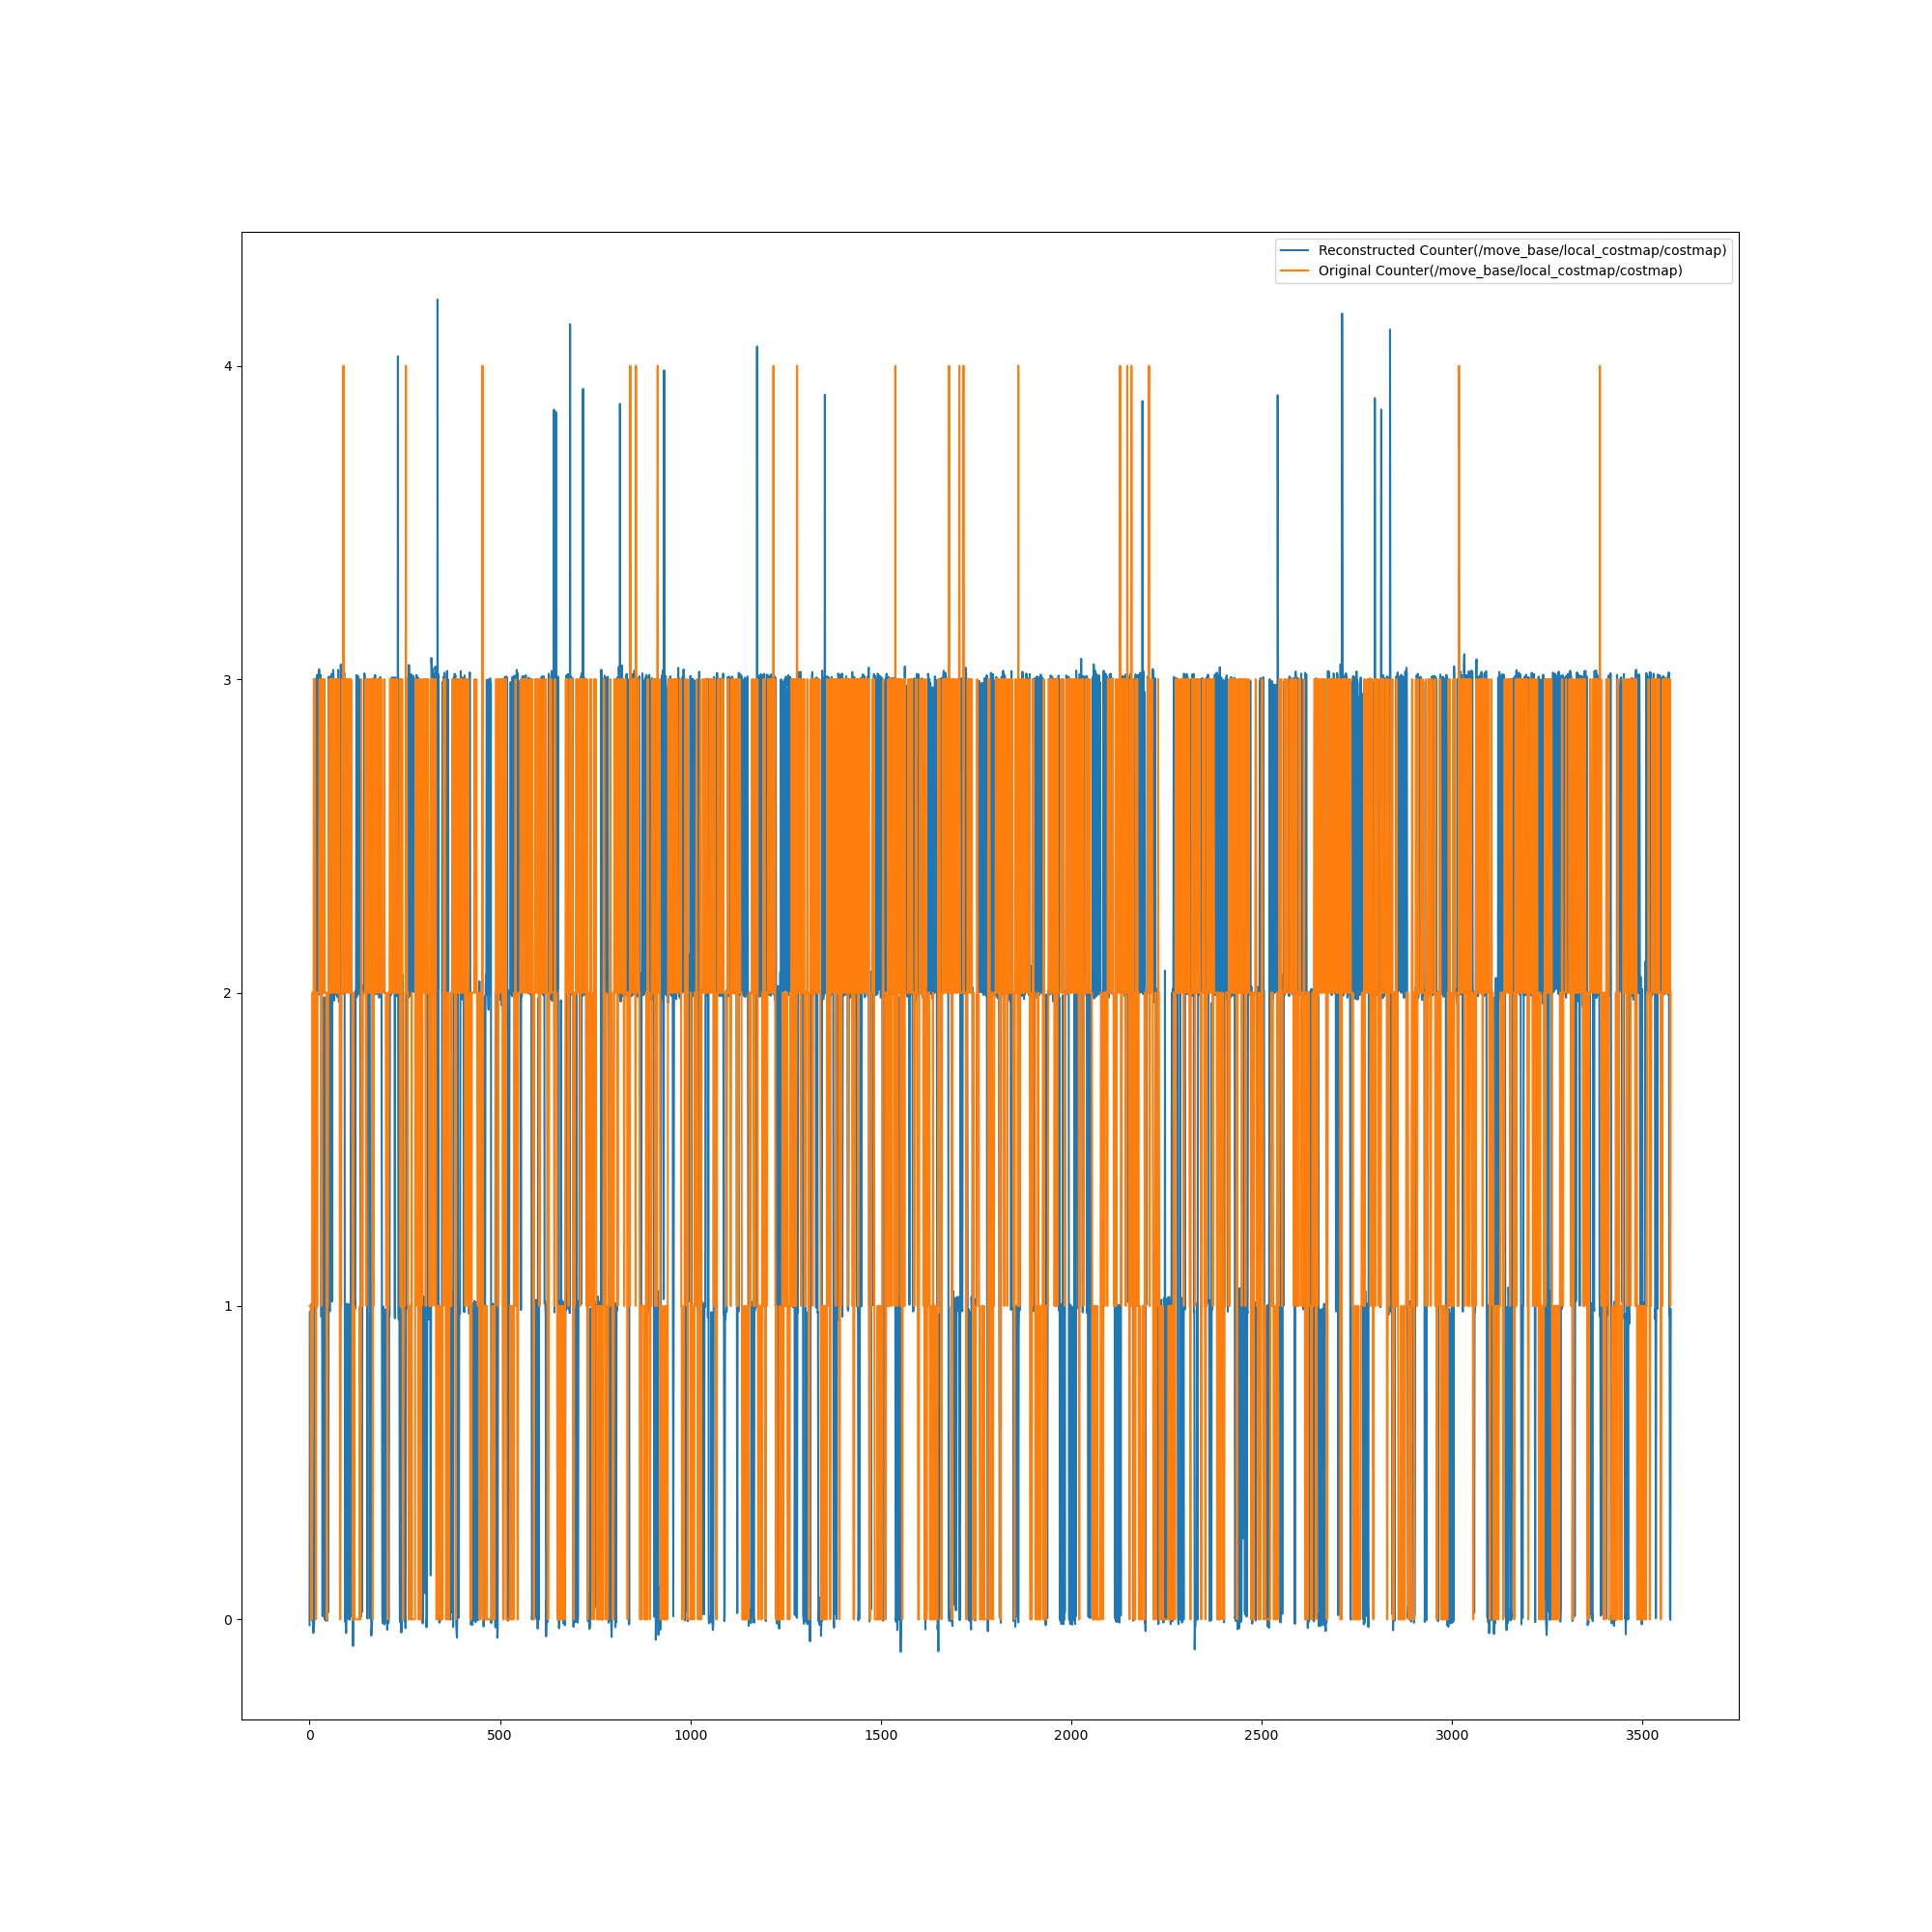 Reconstructed Counter(/move_base/local_costmap/costmap)
Original Counter(/move_base/local_costmap/costmap)
4
3
2
1
0
0 500 1000 1500 2000 2500 3000 3500